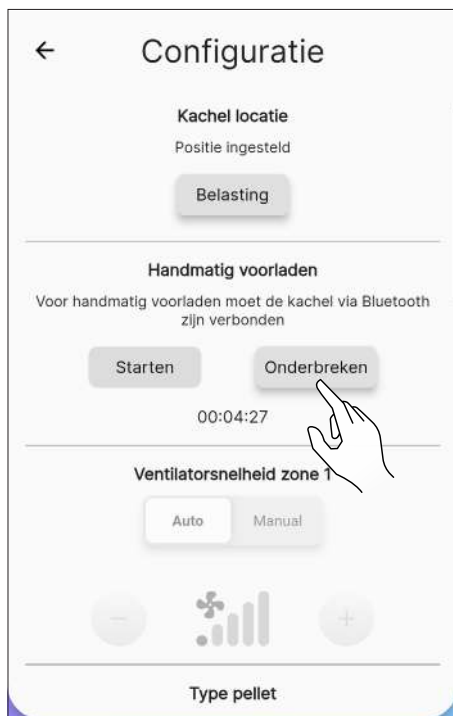 Configuratie
Kachel locatie
Positie ingesteld
Belasting
Handmatig voorladen
Voor handmatig voorladen moet de kachel via Bluetooth
zijn verbonden
Starten Onderbreken
00:04:27
Ventilatorsnelheid zone 1
Auto Manual
Type pellet